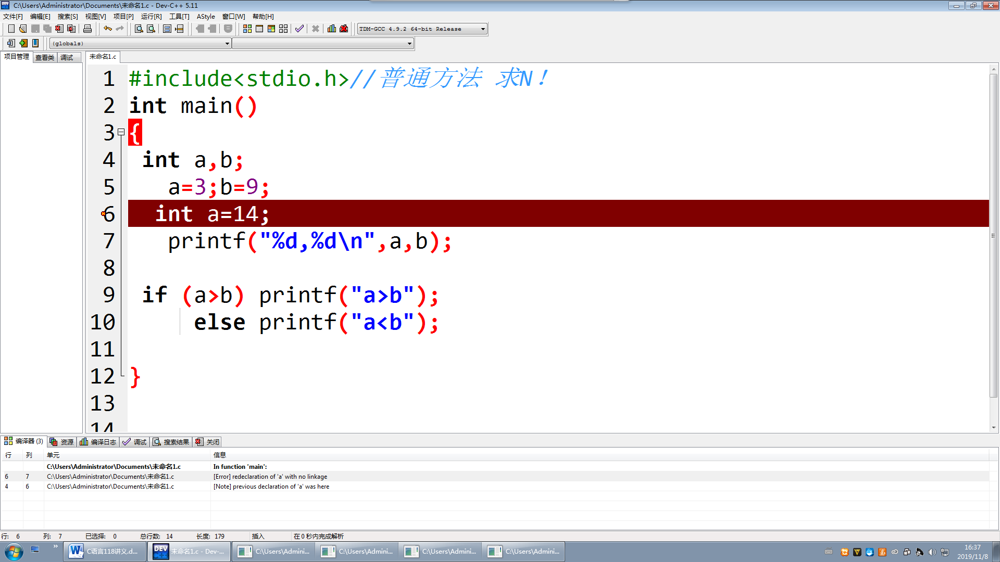 C:\Users\Administrator\Documents\未命名1.c - Dev-C++ 5.11
文件[F] 编辑[E] 搜索[S] 视图[V] 项目[P] 运行[R] 工具[T] AStyle 窗口[W] 帮助[H]
TDM-GCC 4.9.2 64-bit Release
(globals)
项目管理 查看类 调试 未命名1.c
1 #include<stdio.h>//普通方法 求N!
2 int main()
3 {
4 int a,b;
5 a=3;b=9;
6 int a=14;
7 printf("%d,%d\n",a,b);
8
9 if (a>b) printf("a>b");
10 else printf("a<b");
11
12 }
13
14
编译器 (3) 资源 编译日志 调试 搜索结果 关闭
行 列 单元 信息
C:\Users\Administrator\Documents\未命名1.c In function 'main':
6 7 C:\Users\Administrator\Documents\未命名1.c [Error] redeclaration of 'a' with no linkage
4 6 C:\Users\Administrator\Documents\未命名1.c [Note] previous declaration of 'a' was here
行: 6 列: 7 已选择: 0 总行数: 14 长度: 179 插入 在 0 秒内完成解析
C语言118讲义.d... 未命名1.c - Dev-... C:\Users\Admini... C:\Users\Admini... C:\Users\Admini... C:\Users\Admini...
16:37
2019/11/8